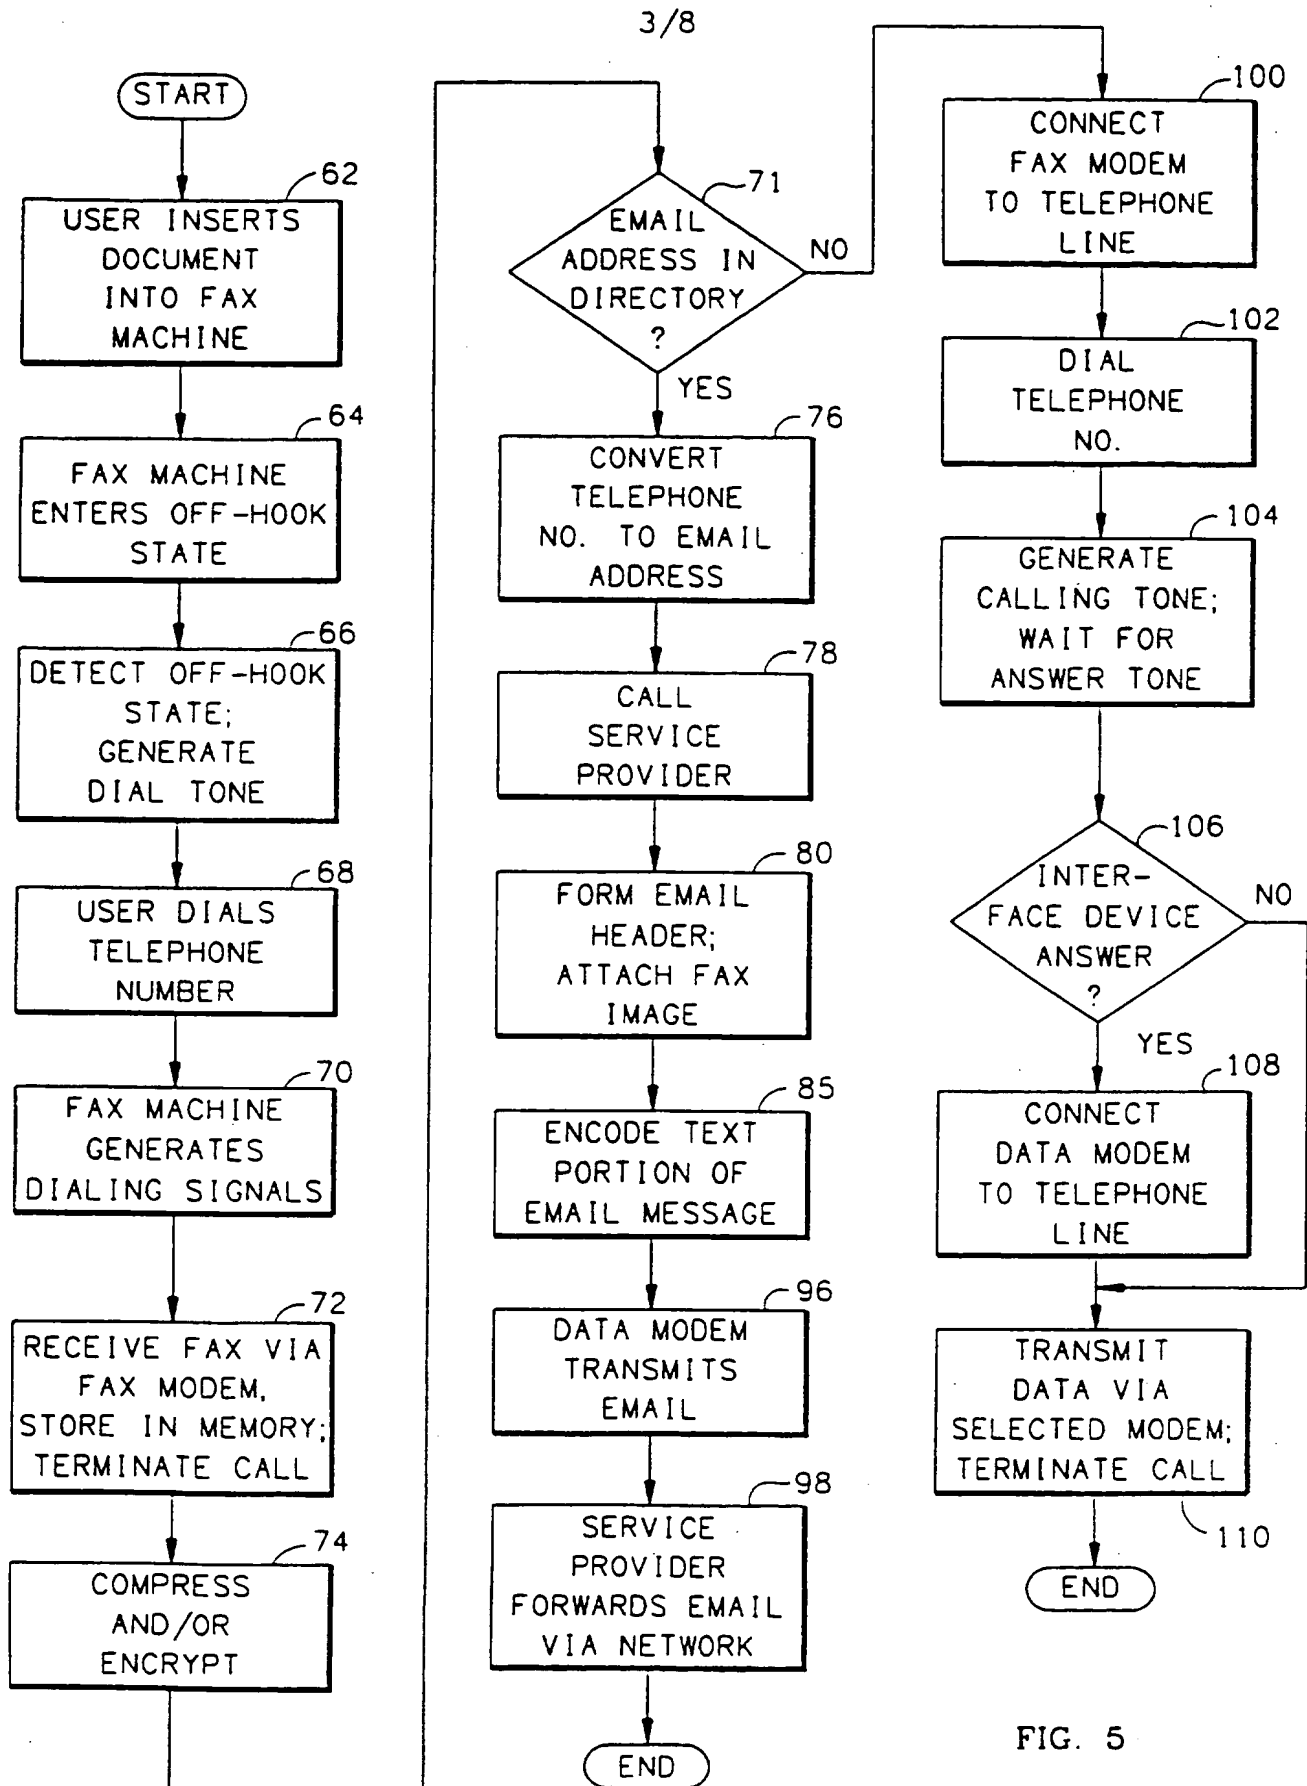 3/8
START
62
USER INSERTS
DOCUMENT
INTO FAX
MACHINE
64
FAX MACHINE
ENTERS OFF-HOOK
STATE
66
DETECT OFF-HOOK
STATE;
GENERATE
DIAL TONE
68
USER DIALS
TELEPHONE
NUMBER
70
FAX MACHINE
GENERATES
DIALING SIGNALS
72
RECEIVE FAX VIA
FAX MODEM,
STORE IN MEMORY;
TERMINATE CALL
74
COMPRESS
AND/OR
ENCRYPT
71
EMAIL
ADDRESS IN
DIRECTORY
?
NO
YES
76
CONVERT
TELEPHONE
NO. TO EMAIL
ADDRESS
78
CALL
SERVICE
PROVIDER
80
FORM EMAIL
HEADER;
ATTACH FAX
IMAGE
85
ENCODE TEXT
PORTION OF
EMAIL MESSAGE
96
DATA MODEM
TRANSMITS
EMAIL
98
SERVICE
PROVIDER
FORWARDS EMAIL
VIA NETWORK
END
100
CONNECT
FAX MODEM
TO TELEPHONE
LINE
102
DIAL
TELEPHONE
NO.
104
GENERATE
CALLING TONE;
WAIT FOR
ANSWER TONE
106
INTER-
FACE DEVICE
ANSWER
?
NO
YES
108
CONNECT
DATA MODEM
TO TELEPHONE
LINE
TRANSMIT
DATA VIA
SELECTED MODEM;
TERMINATE CALL
110
END
FIG. 5